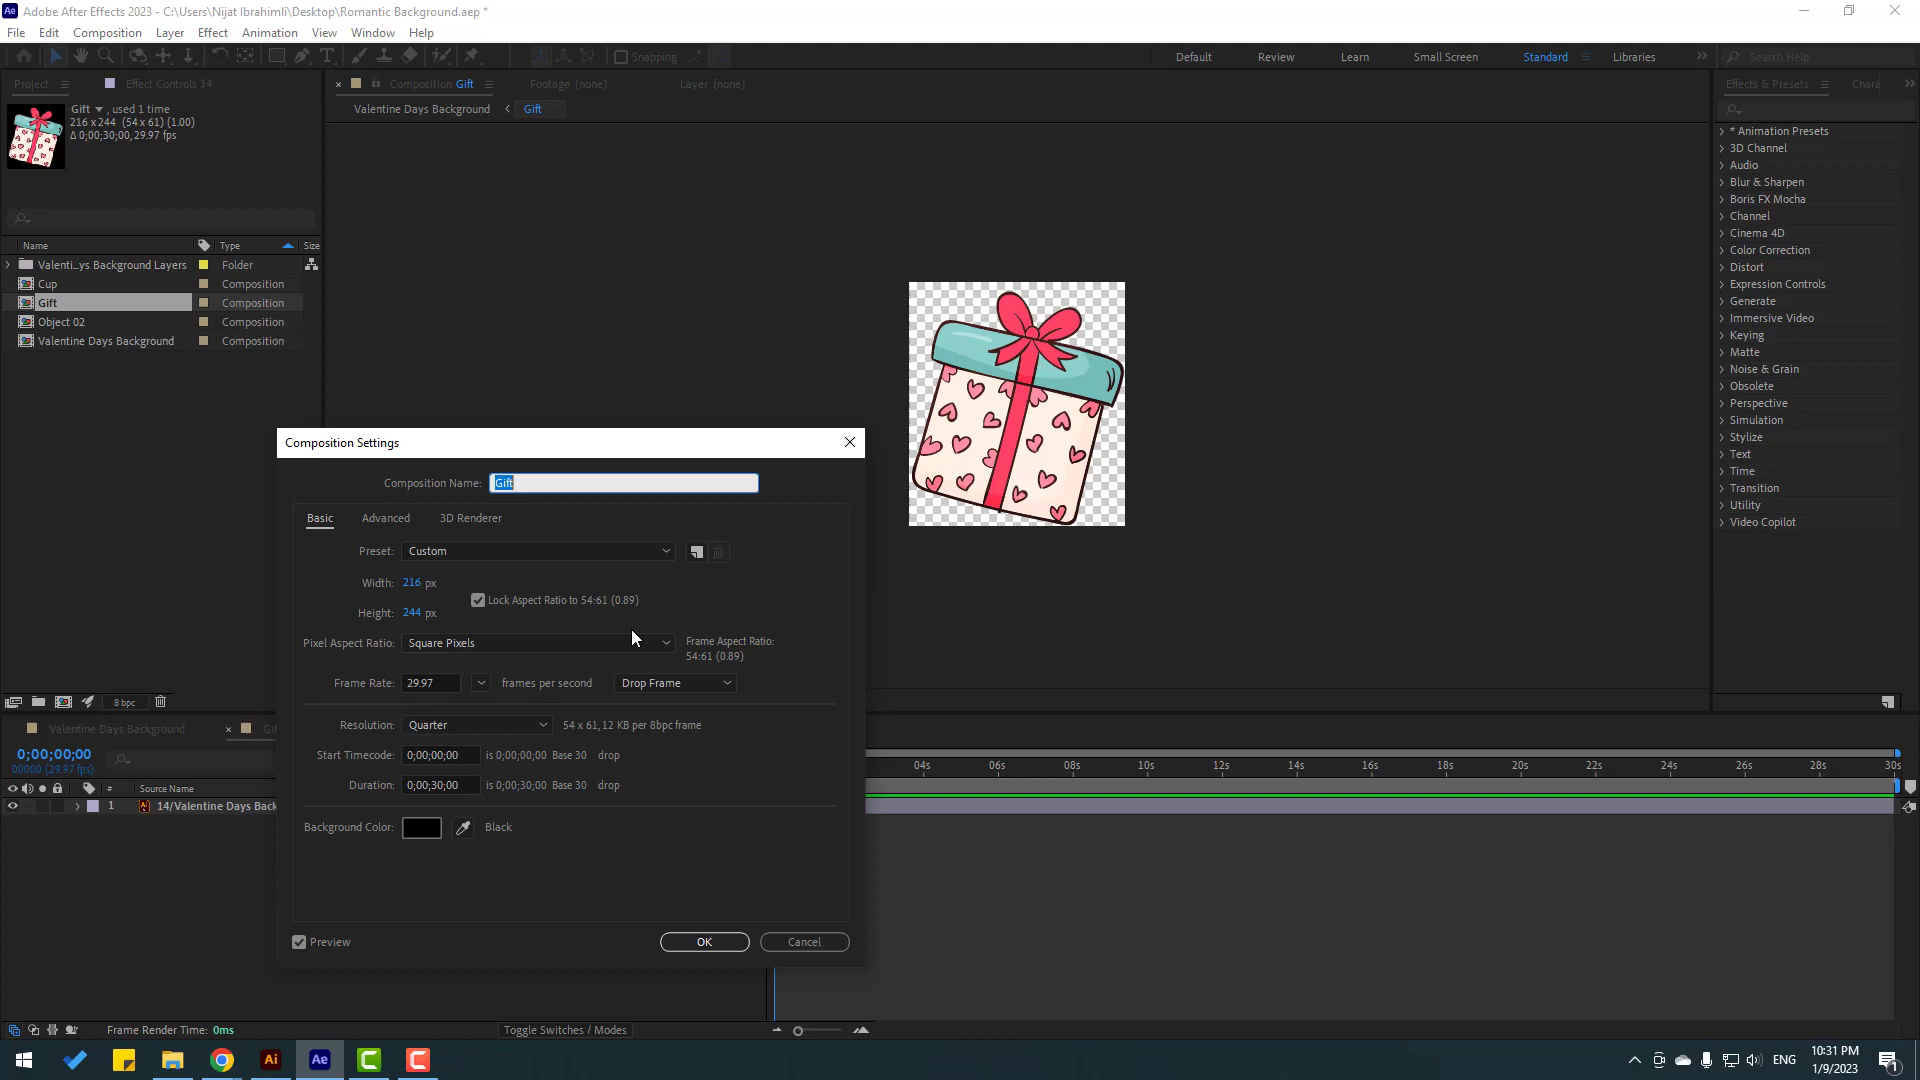 Ae Adobe After Effects 2023 - C:\Users\Nijat Ibrahimli\Desktop\Romantic Background.aep *
File Edit Composition Layer Effect Animation View Window Help
Snapping
Default Review Learn Small Screen Standard Libraries
Search Help
Project
Effect Controls 14
Composition Gift
Footage (none)
Layer (none)
Effects & Presets
Valentine Days Background
Gift
Gift , used 1 time
216 x 244 (54 x 61) (1.00)
Δ 0;00;30;00, 29.97 fps
Name Type Size
Valenti...ys Background Layers Folder
Cup Composition
Gift Composition
Object 02 Composition
Valentine Days Background Composition
8 bpc
* Animation Presets
3D Channel
Audio
Blur & Sharpen
Boris FX Mocha
Channel
Cinema 4D
Color Correction
Distort
Expression Controls
Generate
Immersive Video
Keying
Matte
Noise & Grain
Obsolete
Perspective
Simulation
Stylize
Text
Time
Transition
Utility
Video Copilot
Composition Settings
Composition Name: Gift
Basic Advanced 3D Renderer
Preset: Custom
Width: 216 px
Lock Aspect Ratio to 54:61 (0.89)
Height: 244 px
Pixel Aspect Ratio: Square Pixels
Frame Aspect Ratio:
54:61 (0.89)
Frame Rate: 29.97 frames per second Drop Frame
Resolution: Quarter 54 x 61, 12 KB per 8bpc frame
Start Timecode: 0;00;00;00 is 0;00;00;00 Base 30 drop
Duration: 0;00;30;00 is 0;00;30;00 Base 30 drop
Background Color: Black
Preview
OK
Cancel
Valentine Days Background
0;00;00;00
00000 (29.97 fps)
# Source Name
1 14/Valentine Days Back
04s 06s 08s 10s 12s 14s 16s 18s 20s 22s 24s 26s 28s 30s
Frame Render Time: 0ms
Toggle Switches / Modes
Ai
Ae
ENG
10:31 PM
1/9/2023
1